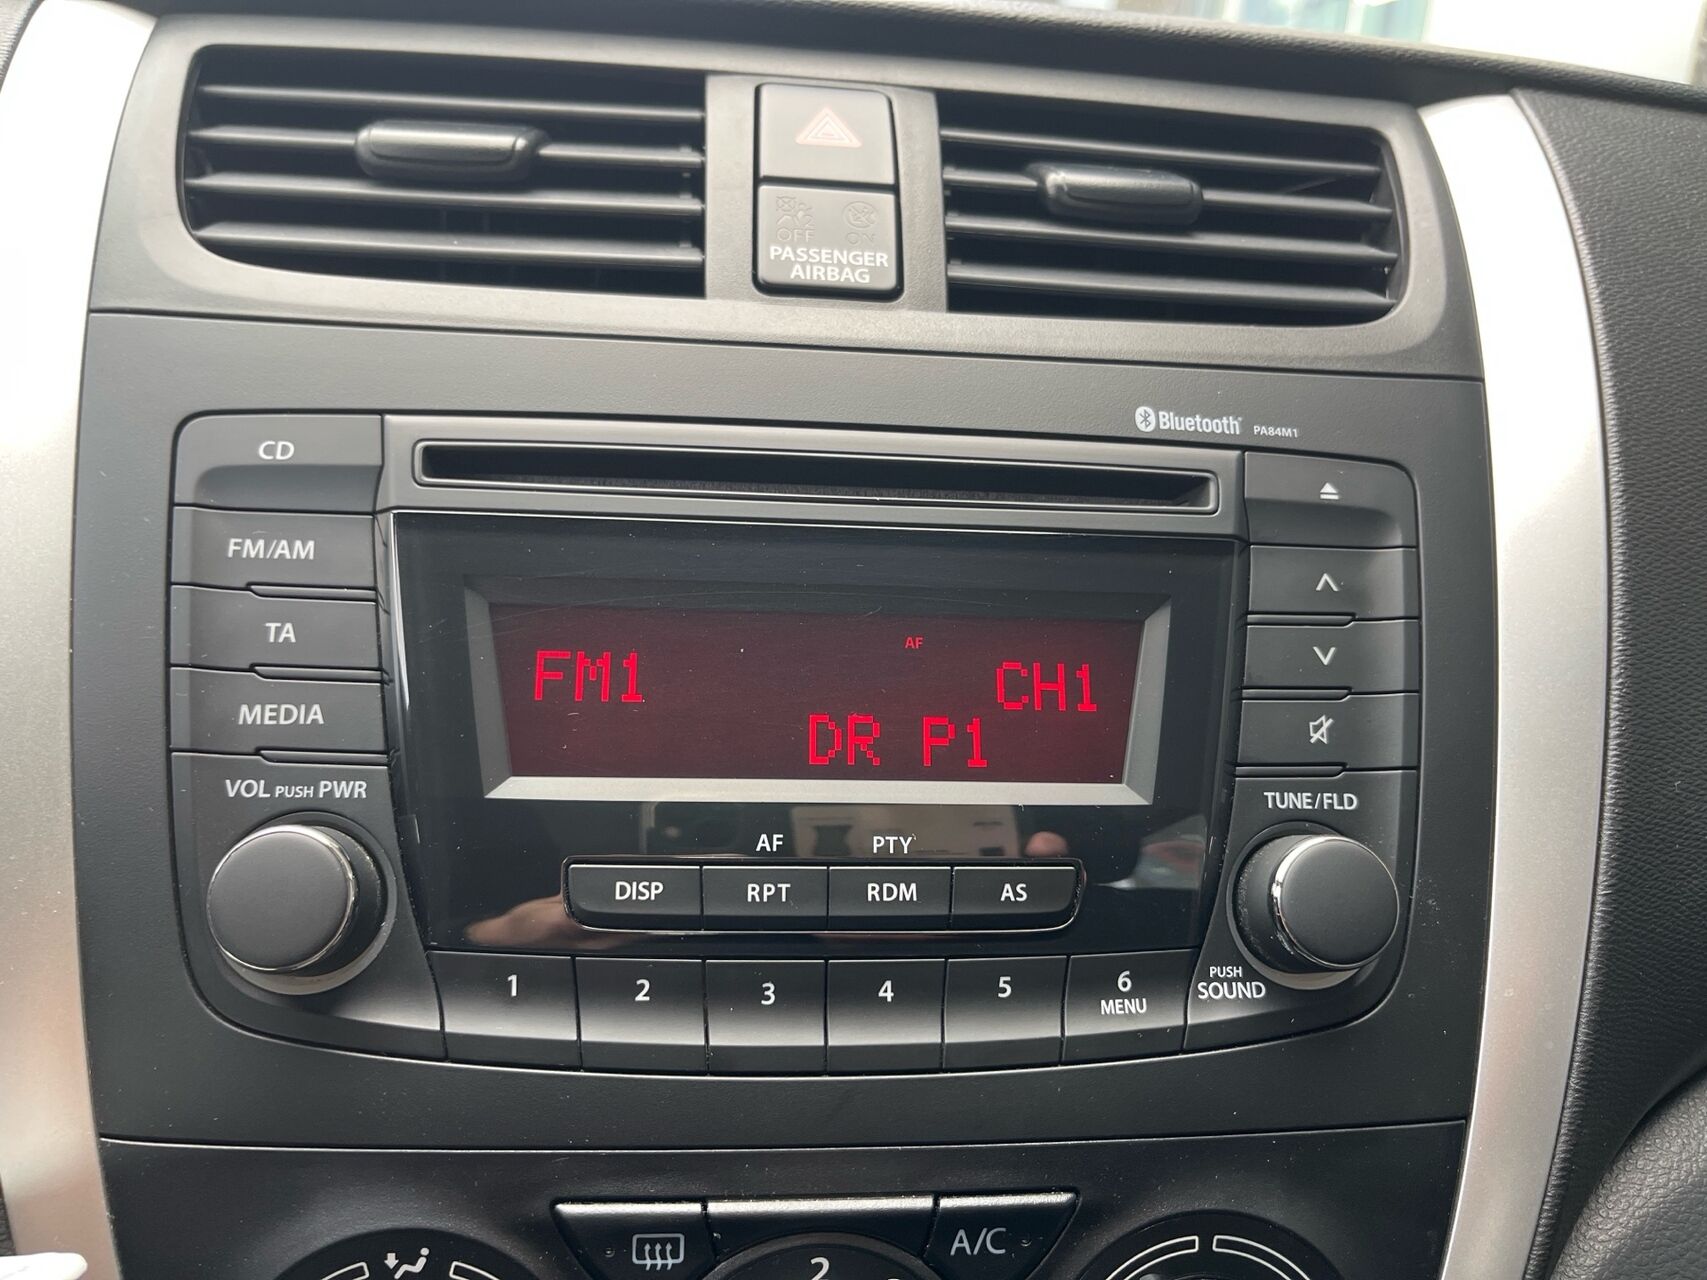 OFF ON
PASSENGER
AIRBAG
Bluetooth PA84M1
CD
FM/AM
TA
MEDIA
VOL PUSH PWR
AF
FM1 CH1
DR P1
TUNE/FLD
AF PTY
DISP RPT RDM AS
PUSH
SOUND
1 2 3 4 5 6
MENU
A/C
2